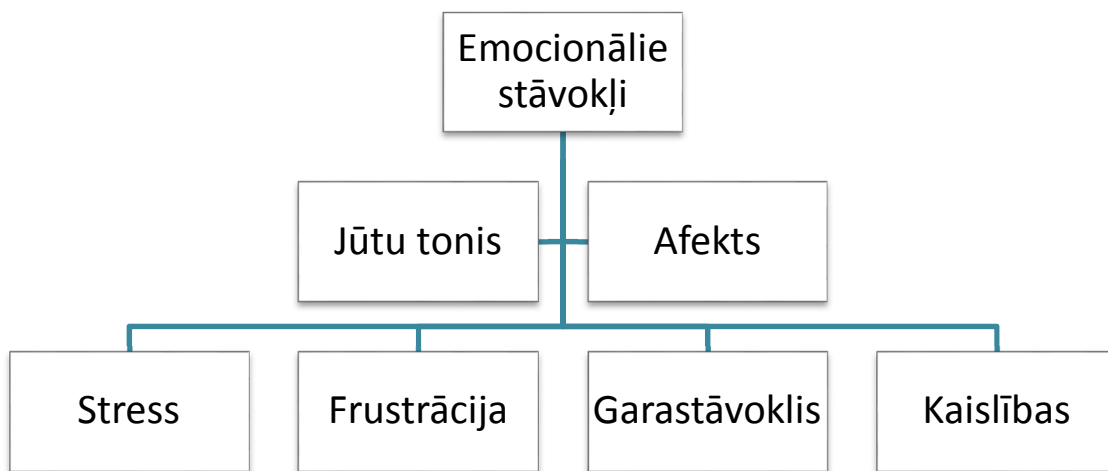 Emocionālie
stāvokļi
Jūtu tonis
Afekts
Stress
Frustrācija
Garastāvoklis
Kaislības